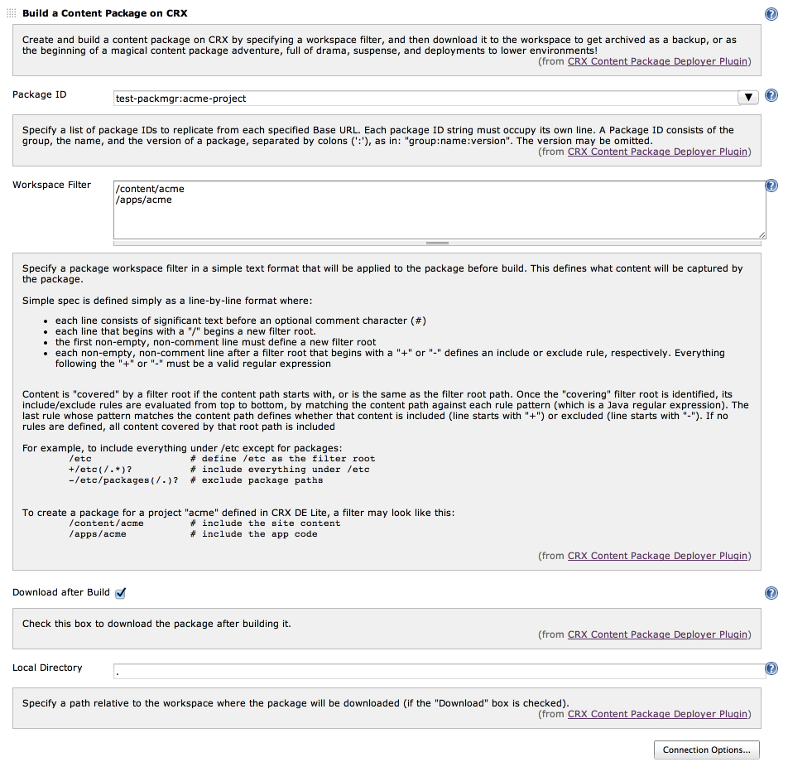 Build a Content Package on CRX
Create and build a content package on CRX by specifying a workspace filter, and then download it to the workspace to get archived as a backup, or as
the beginning of a magical content package adventure, full of drama, suspense, and deployments to lower environments!
(from CRX Content Package Deployer Plugin)
Package ID
test-packmgr:acme-project
Specify a list of package IDs to replicate from each specified Base URL. Each package ID string must occupy its own line. A Package ID consists of the
group, the name, and the version of a package, separated by colons (':'), as in: "group:name:version". The version may be omitted.
(from CRX Content Package Deployer Plugin)
Workspace Filter
/content/acme
/apps/acme
Specify a package workspace filter in a simple text format that will be applied to the package before build. This defines what content will be captured by
the package.
Simple spec is defined simply as a line-by-line format where:
• each line consists of significant text before an optional comment character (#)
• each line that begins with a "/" begins a new filter root.
• the first non-empty, non-comment line must define a new filter root
• each non-empty, non-comment line after a filter root that begins with a "+" or "-" defines an include or exclude rule, respectively. Everything
following the "+" or "-" must be a valid regular expression
Content is "covered" by a filter root if the content path starts with, or is the same as the filter root path. Once the "covering" filter root is identified, its
include/exclude rules are evaluated from top to bottom, by matching the content path against each rule pattern (which is a Java regular expression). The
last rule whose pattern matches the content path defines whether that content is included (line starts with "+") or excluded (line starts with "-"). If no
rules are defined, all content covered by that root path is included
For example, to include everything under /etc except for packages:
/etc # define /etc as the filter root
+/etc(/.*)? # include everything under /etc
-/etc/packages(/.)? # exclude package paths
To create a package for a project "acme" defined in CRX DE Lite, a filter may look like this:
/content/acme # include the site content
/apps/acme # include the app code
(from CRX Content Package Deployer Plugin)
Download after Build
Check this box to download the package after building it.
(from CRX Content Package Deployer Plugin)
Local Directory
.
Specify a path relative to the workspace where the package will be downloaded (if the "Download" box is checked).
(from CRX Content Package Deployer Plugin)
Connection Options...